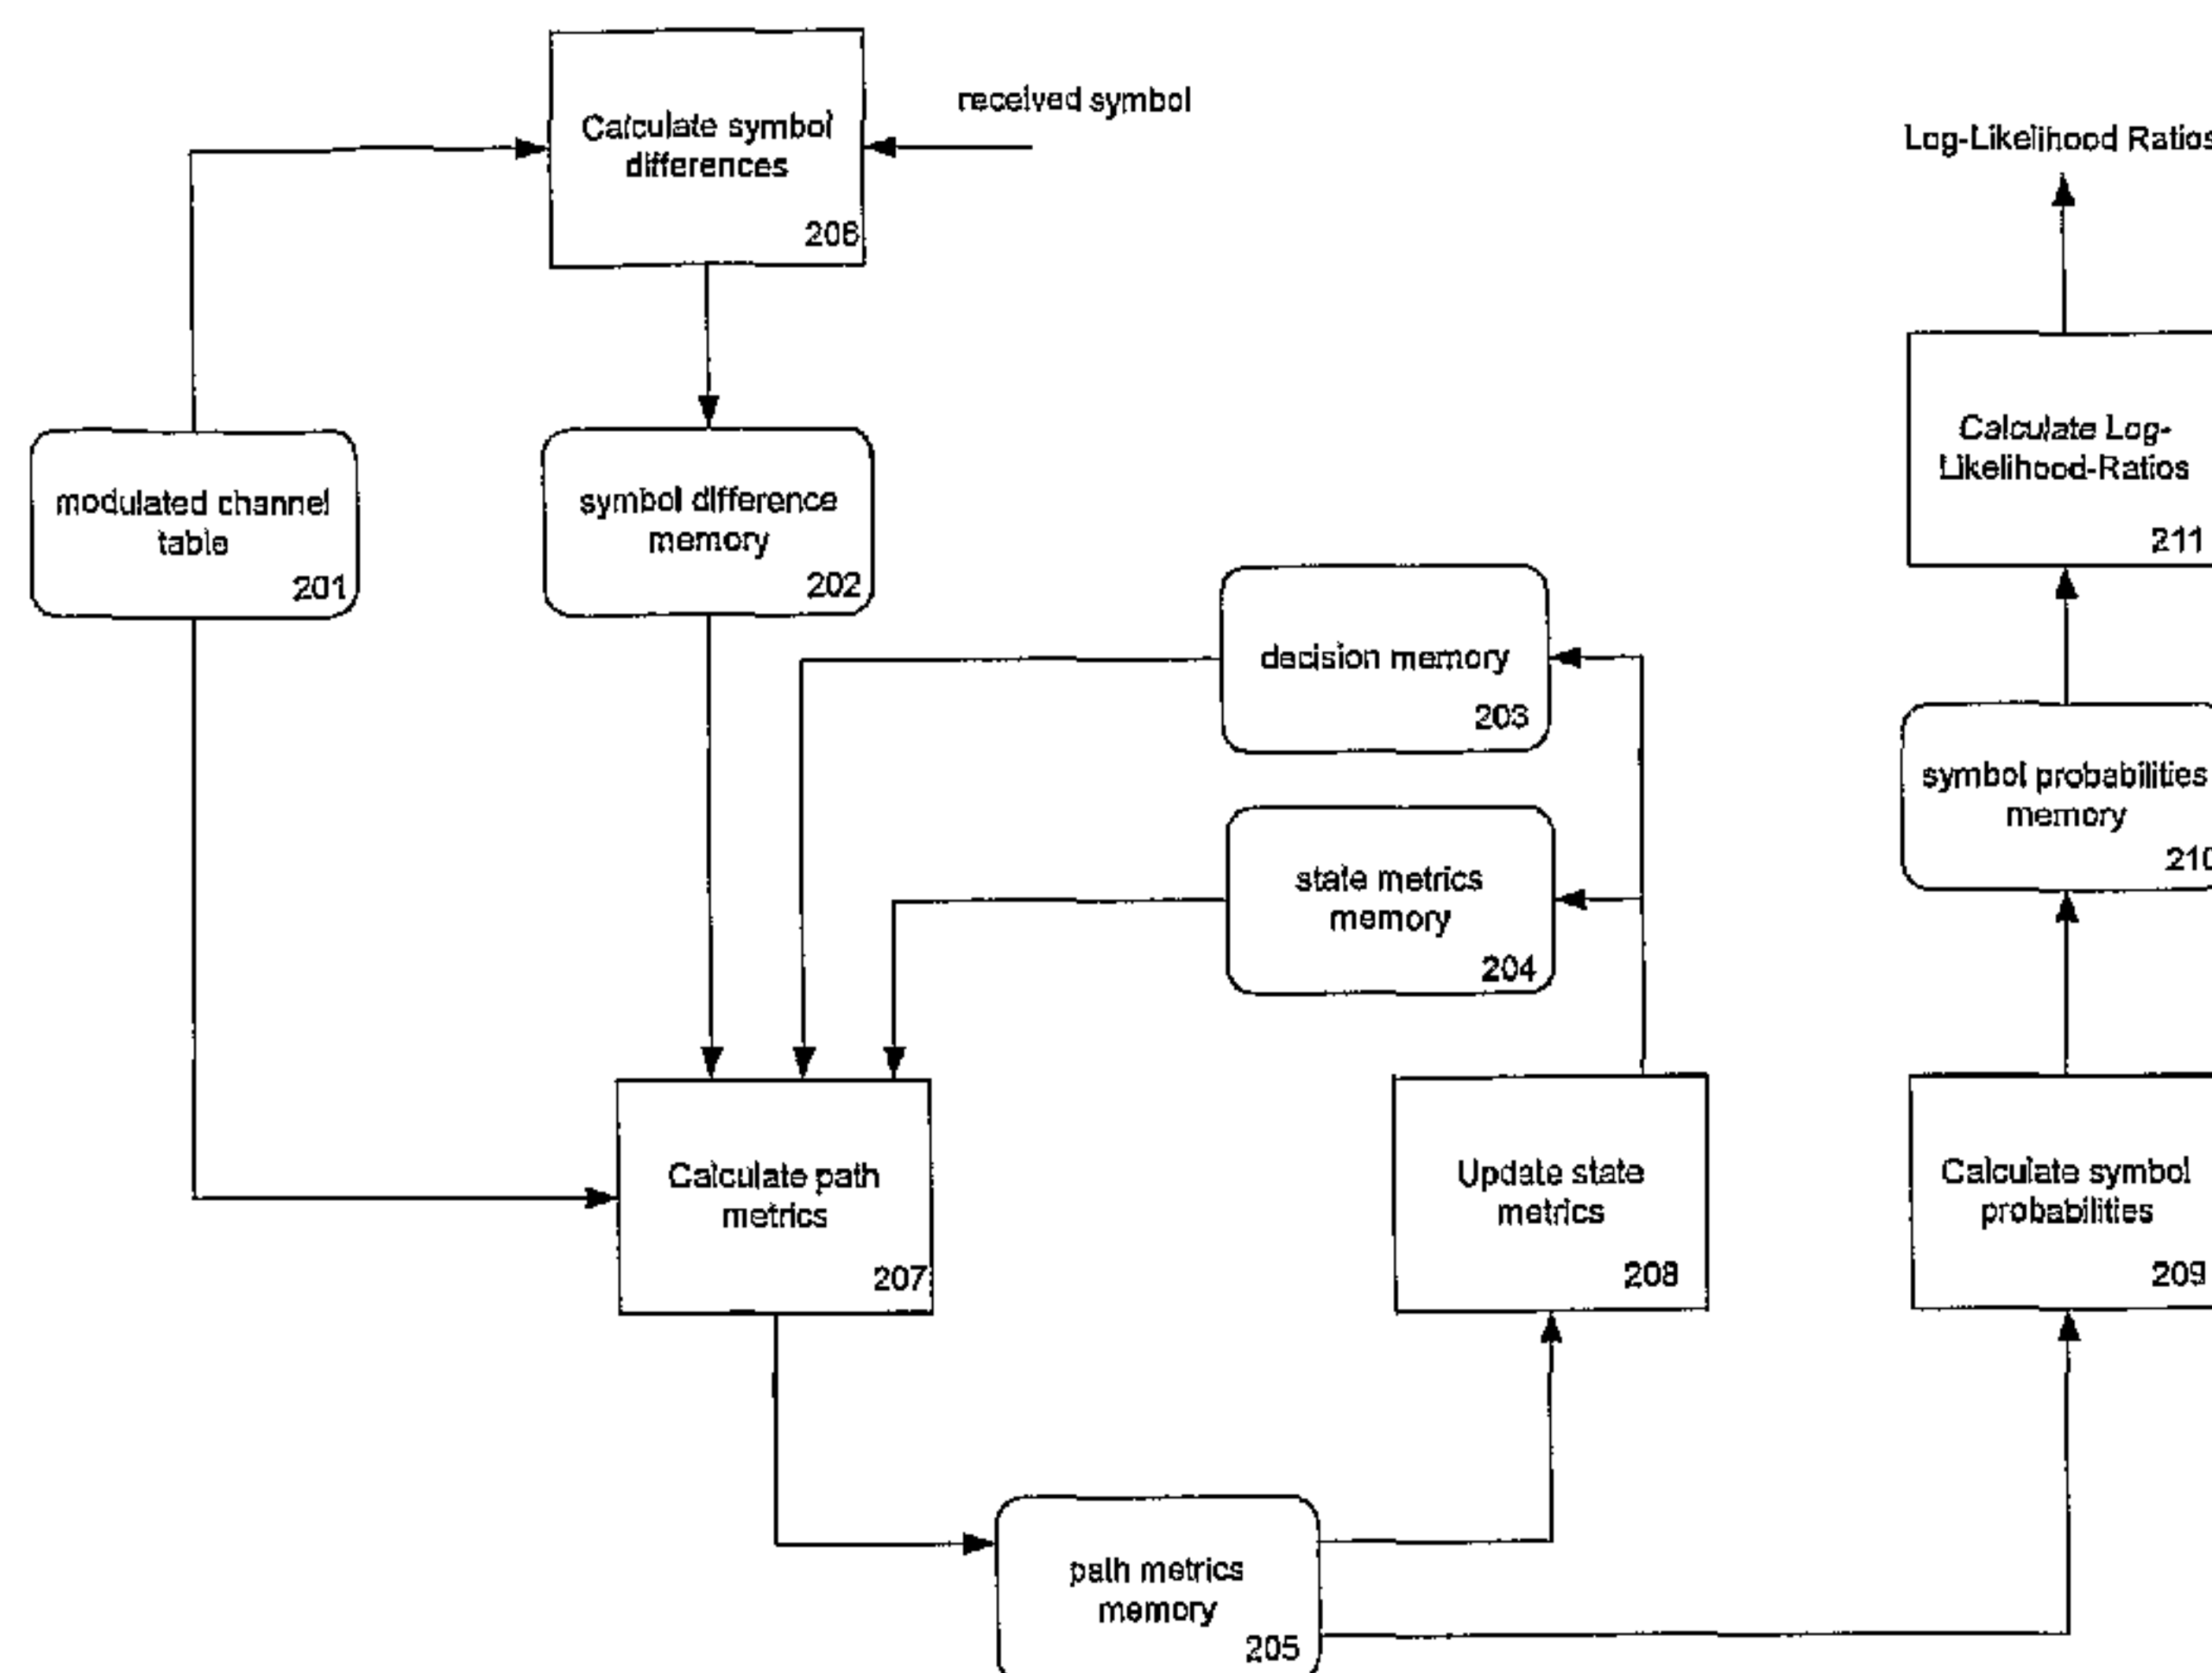 Calculate symbol
differences
206
received symbol
Log-Likelihood Ratios
Calculate Log-
Likelihood-Ratios
211
modulated channel
table
201
symbol difference
memory
202
decision memory
203
symbol probabilities
memory
210
state metrics
memory
204
Calculate path
metrics
207
Update state
metrics
208
Calculate symbol
probabilities
209
path metrics
memory
205